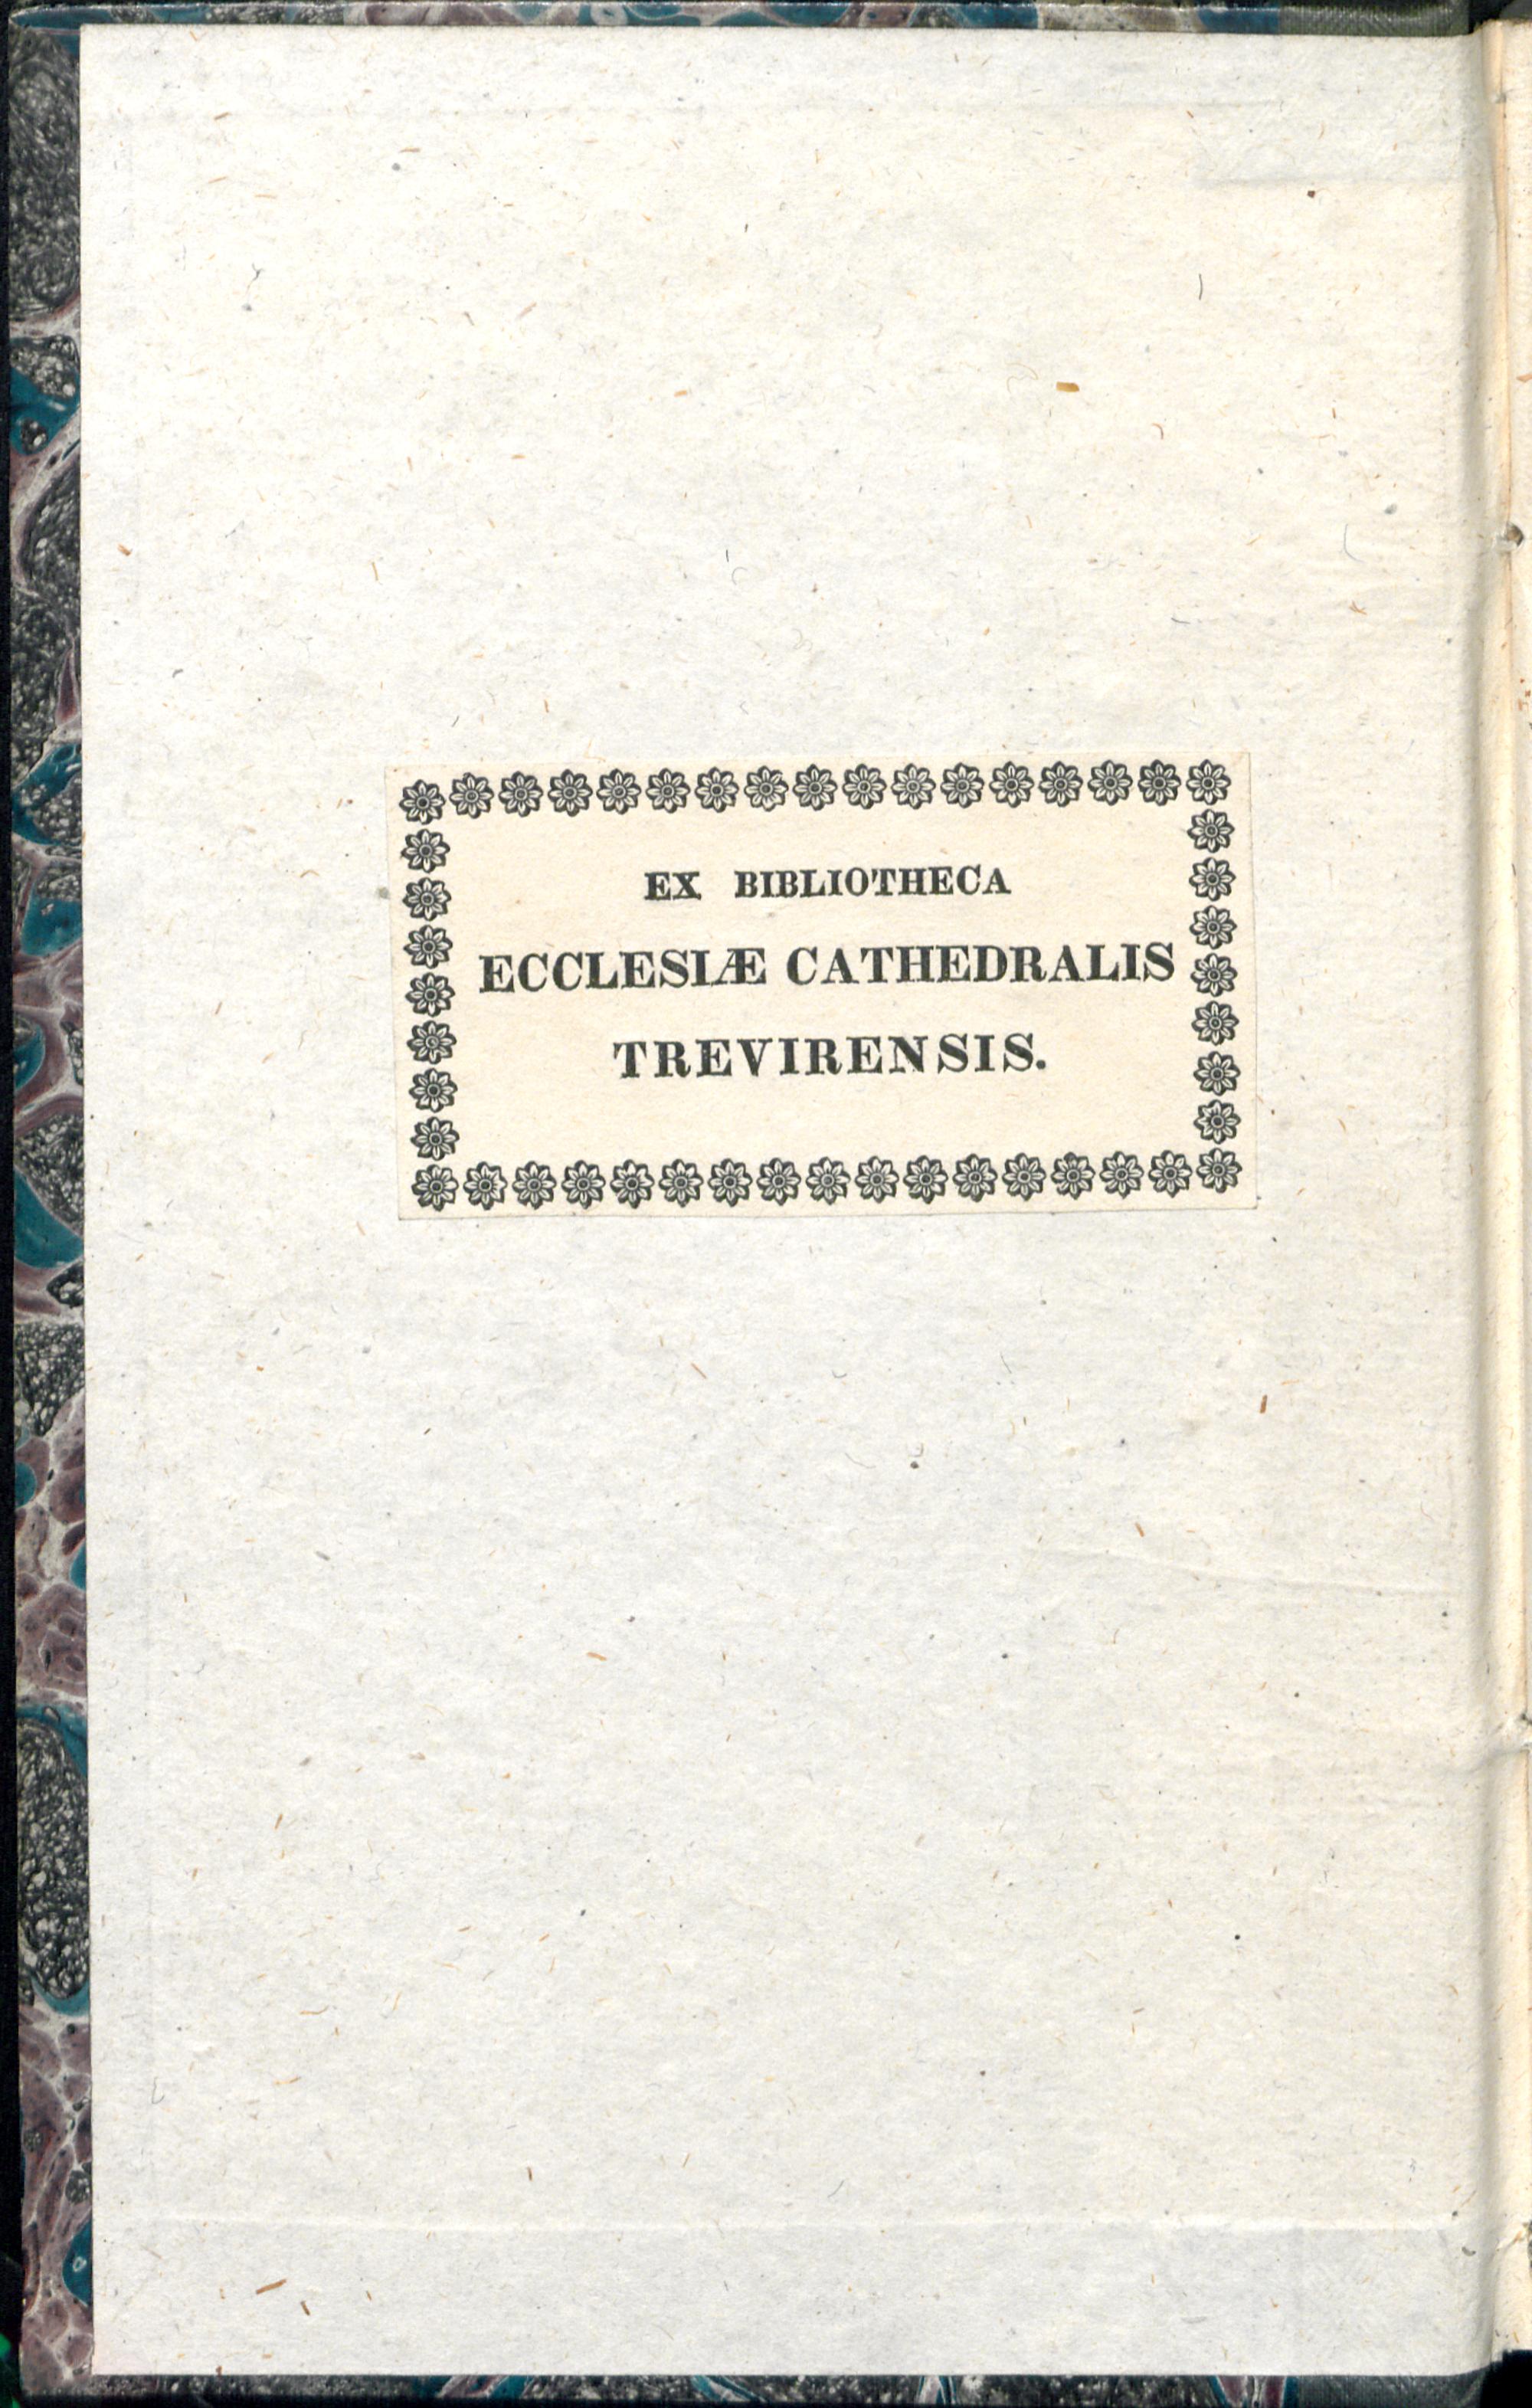 EX BIBLIOTHECA
ECCLESIÆ CATHEDRALIS
TREVIRENSIS.